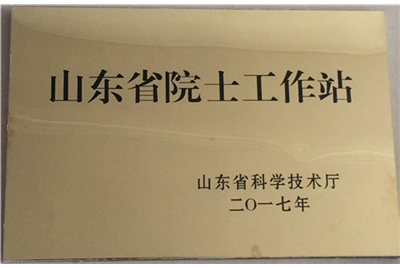 山东省院士工作站
山东省科学技术厅
二〇一七年